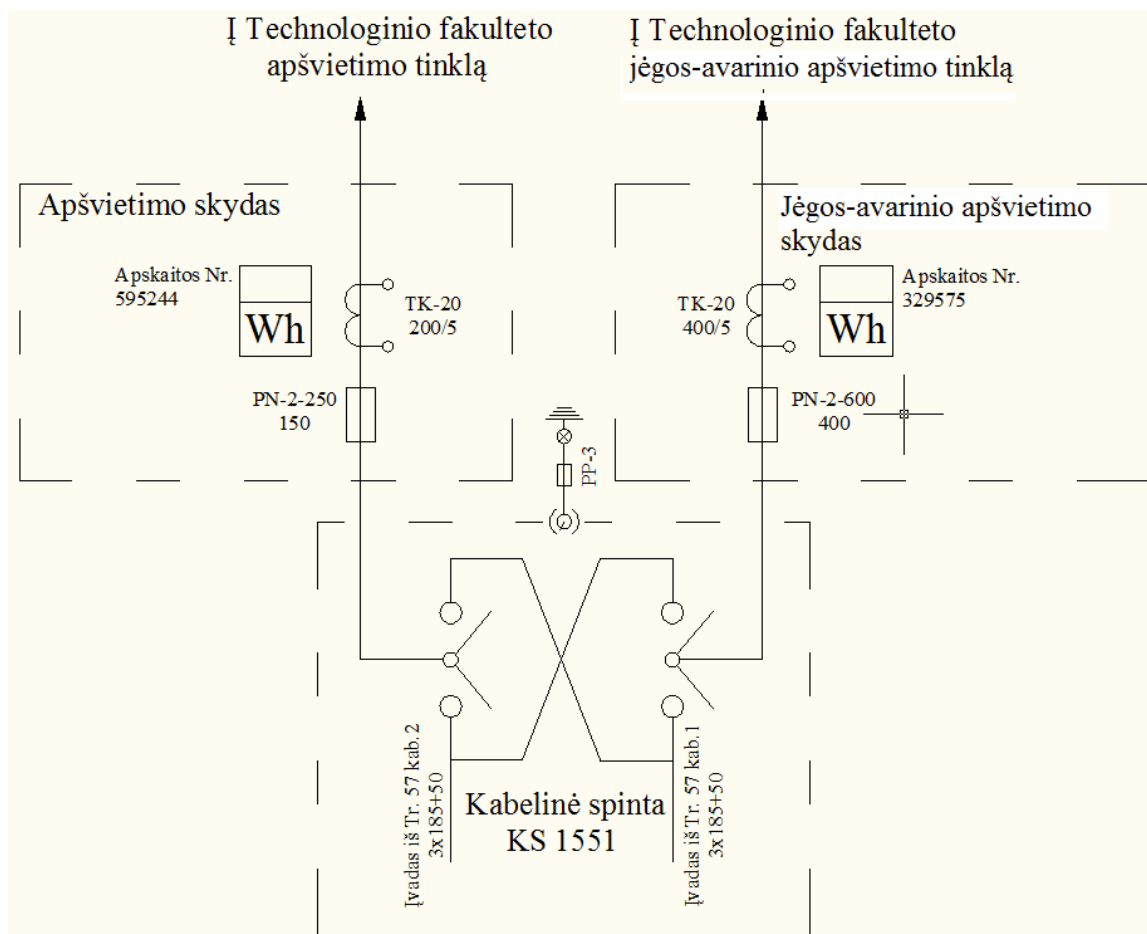 Į Technologinio fakulteto
apšvietimo tinklą
Į Technologinio fakulteto
jėgos-avarinio apšvietimo tinklą
Apšvietimo skydas
Jėgos-avarinio apšvietimo
skydas
Apskaitos Nr.
595244
Wh
TK-20
200/5
TK-20
400/5
Wh
Apskaitos Nr.
329575
PN-2-250
150
PN-2-600
400
PP-3
Įvadas iš Tr. 57 kab. 2
3x185+50
Kabelinė spinta
KS 1551
Įvadas iš Tr. 57 kab. 1
3x185+50